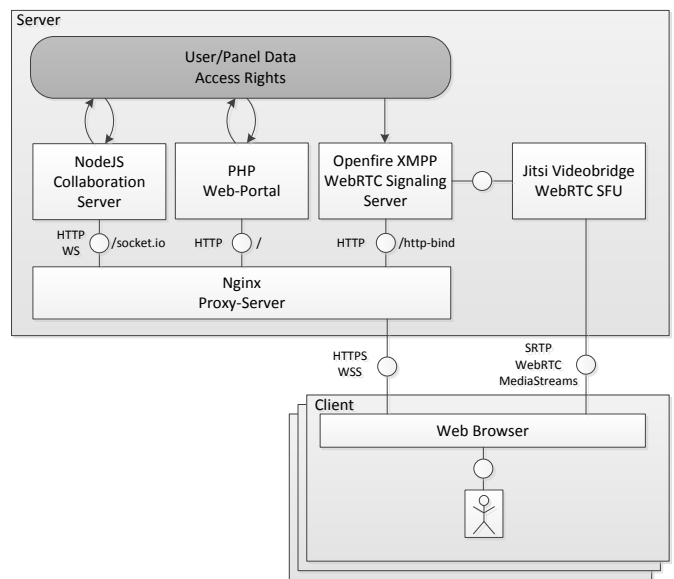 Server
User/Panel Data
Access Rights
NodeJS
Collaboration
Server
PHP
Web-Portal
Openfire XMPP
WebRTC Signaling
Server
Jitsi Videobridge
WebRTC SFU
HTTP
WS
/socket.io
HTTP
/
HTTP
/http-bind
Nginx
Proxy-Server
HTTPS
WSS
SRTP
WebRTC
MediaStreams
Client
Web Browser